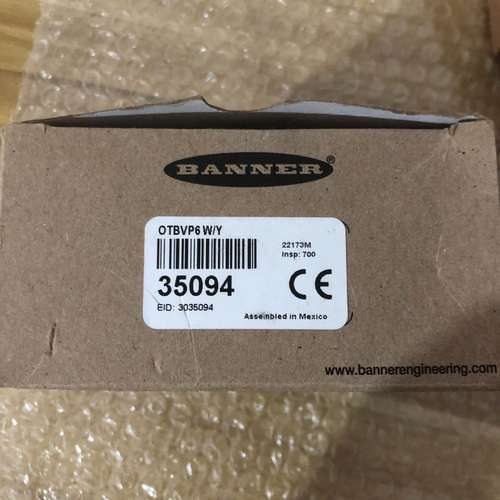 BANNER®
OTBVP6 W/Y
22173M
Insp: 700
35094
CE
EID: 3035094
Assembled in Mexico
www.bannerengineering.com